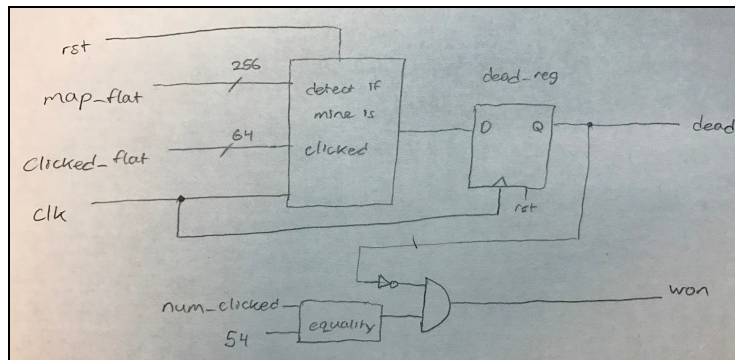 rst
256
map_flat
64
clicked_flat
clk
detect if
mine is
clicked
dead_reg
D Q
rst
dead
num_clicked
54
equality
won